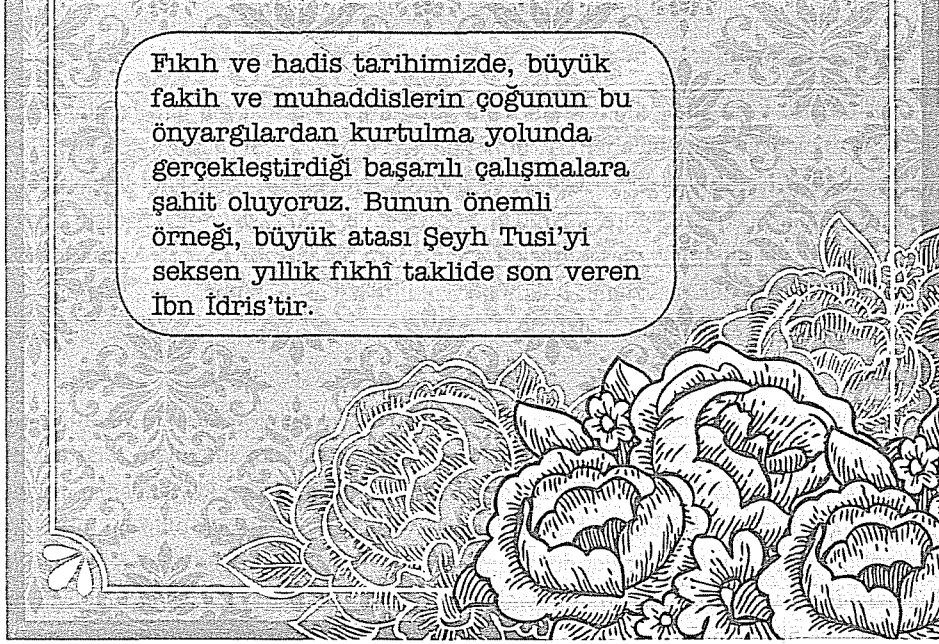 Fıkıh ve hadis tarihimizde, büyük
fakih ve muhaddislerin çoğunun bu
önyargılardan kurtulma yolunda
gerçekleştirdiği başarılı çalışmalara
şahit oluyoruz. Bunun önemli
örneği, büyük atası Şeyh Tusi'yi
seksen yıllık fıkhî taklide son veren
İbn İdris'tir.